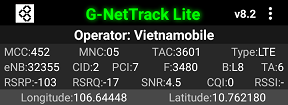 G-NetTrack Lite v8.2
Operator: Vietnamobile
MCC:452 MNC:05 TAC:3601 Type:LTE
eNB:32355 CID:2 PCI:7 F:3480 B:L8 TA:6
RSRP:-103 RSRQ:-17 SNR:4.5 CQI:0 RSSI:-
Longitude:106.64448 Latitude:10.762180